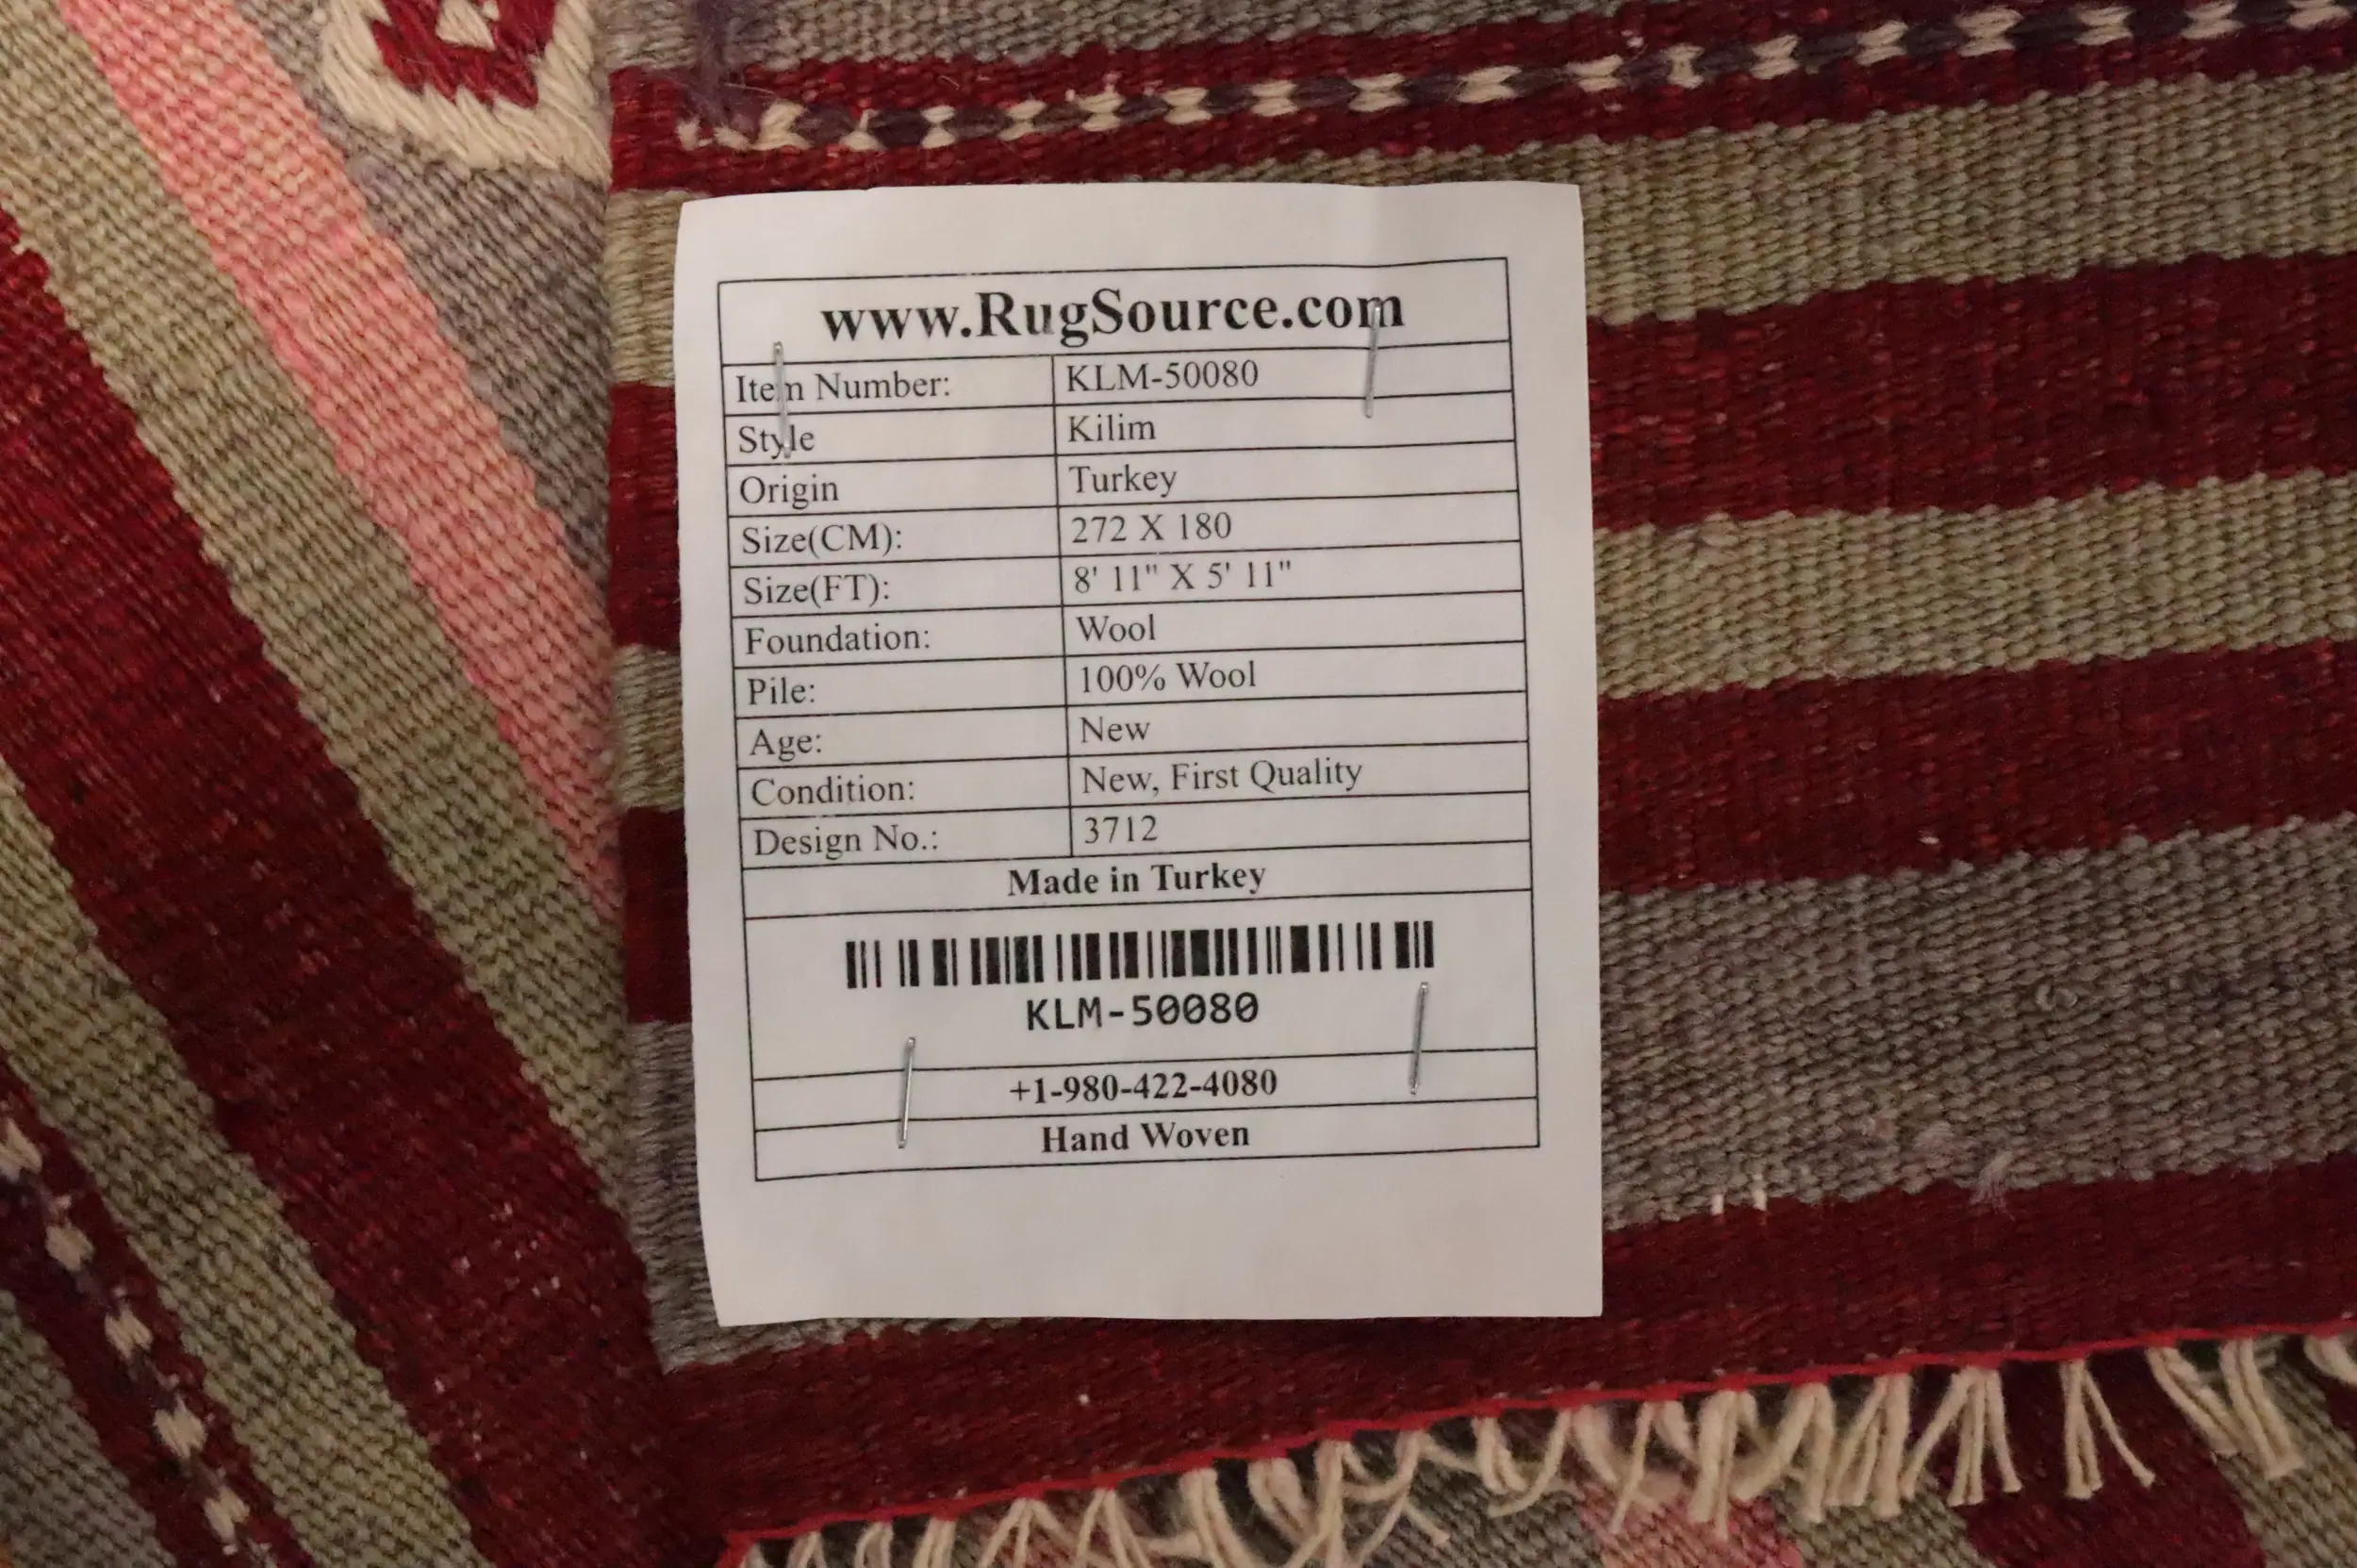 www.RugSource.com
Item Number: KLM-50080
Style Kilim
Origin Turkey
Size(CM): 272 X 180
Size(FT): 8' 11" X 5' 11"
Foundation: Wool
Pile: 100% Wool
Age: New
Condition: New, First Quality
Design No.: 3712
Made in Turkey
KLM-50080
+1-980-422-4080
Hand Woven